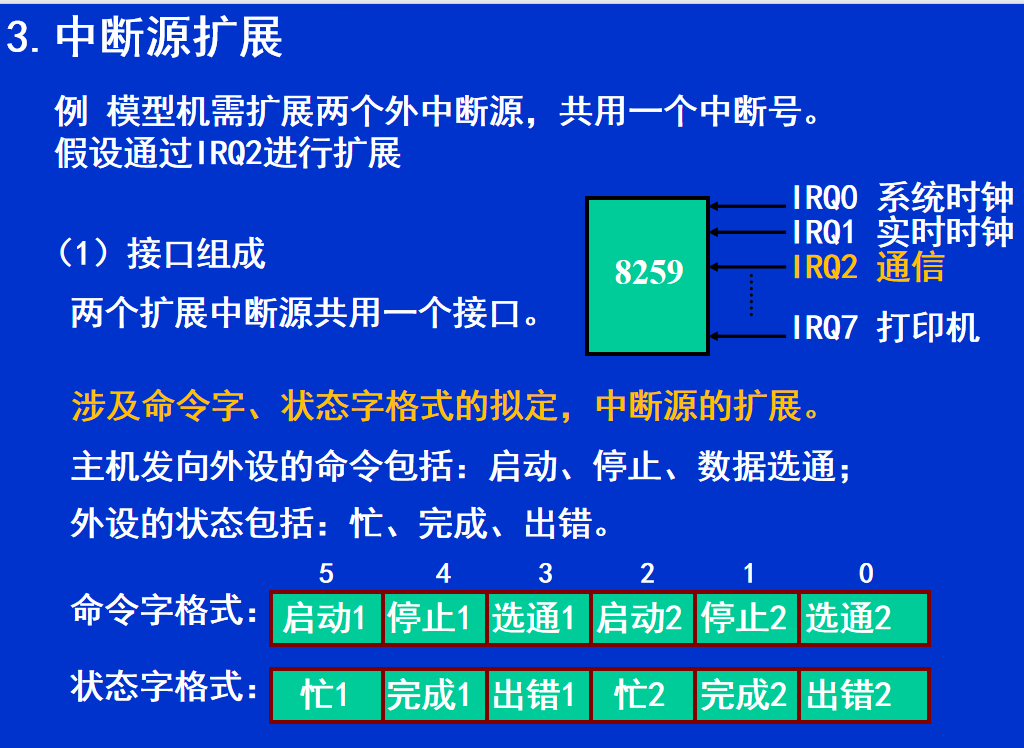 3. 中断源扩展
例 模型机需扩展两个外中断源，共用一个中断号。
假设通过IRQ2进行扩展
（1）接口组成
两个扩展中断源共用一个接口。
8259
IRQ0 系统时钟
IRQ1 实时时钟
IRQ2 通信
IRQ7 打印机
涉及命令字、状态字格式的拟定，中断源的扩展。
主机发向外设的命令包括：启动、停止、数据选通；
外设的状态包括：忙、完成、出错。
5 4 3 2 1 0
命令字格式： 启动1 停止1 选通1 启动2 停止2 选通2
状态字格式： 忙1 完成1 出错1 忙2 完成2 出错2